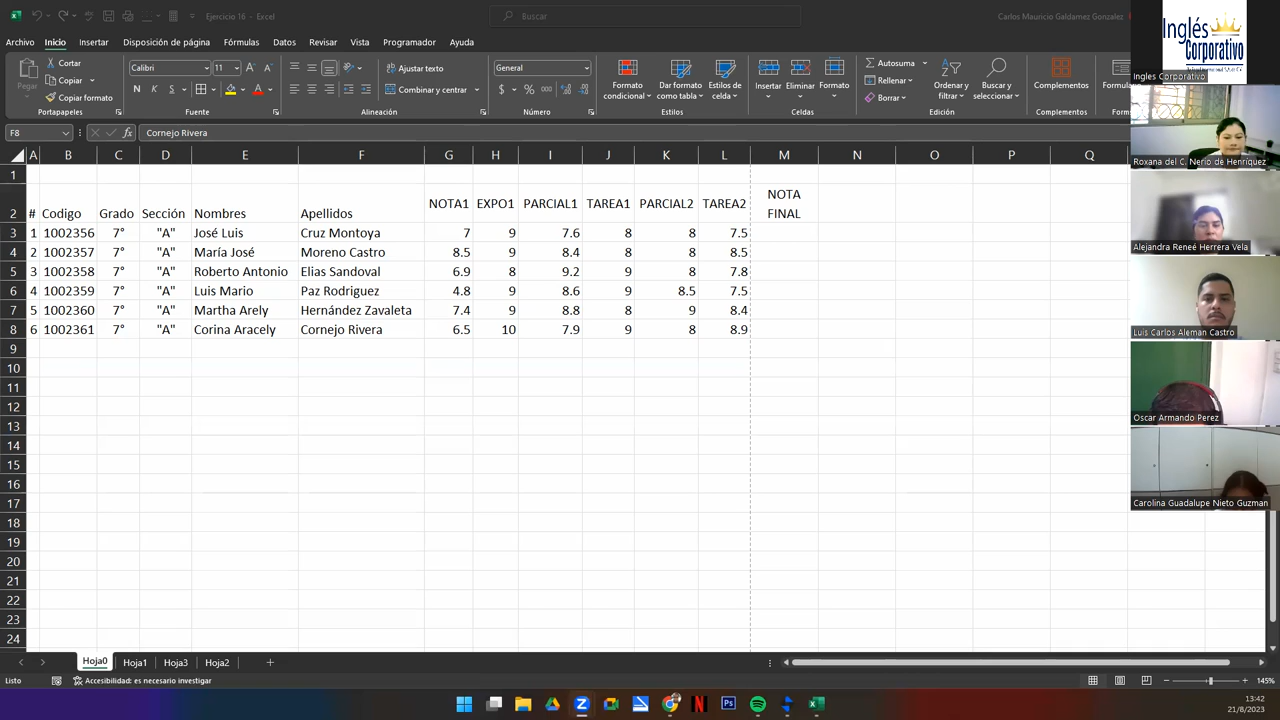 Ejercicio 16 - Excel
Buscar
Carlos Mauricio Galdamez Gonzalez
Archivo Inicio Insertar Disposición de página Fórmulas Datos Revisar Vista Programador Ayuda
Pegar
Cortar
Copiar
Copiar formato
Portapapeles
Calibri 11
N K S
Fuente
Ajustar texto
Combinar y centrar
Alineación
General
Número
Formato condicional
Dar formato como tabla
Estilos de celda
Estilos
Insertar Eliminar Formato
Celdas
Autosuma
Rellenar
Borrar
Ordenar y filtrar
Buscar y seleccionar
Edición
Complementos
Complementos
F8 fx Cornejo Rivera
A B C D E F G H I J K L M N O P Q
1
2 # Codigo Grado Sección Nombres Apellidos NOTA1 EXPO1 PARCIAL1 TAREA1 PARCIAL2 TAREA2 NOTA FINAL
3 1 1002356 7° "A" José Luis Cruz Montoya 7 9 7.6 8 8 7.5
4 2 1002357 7° "A" María José Moreno Castro 8.5 9 8.4 8 8 8.5
5 3 1002358 7° "A" Roberto Antonio Elias Sandoval 6.9 8 9.2 9 8 7.8
6 4 1002359 7° "A" Luis Mario Paz Rodriguez 4.8 9 8.6 9 8.5 7.5
7 5 1002360 7° "A" Martha Arely Hernández Zavaleta 7.4 9 8.8 8 9 8.4
8 6 1002361 7° "A" Corina Aracely Cornejo Rivera 6.5 10 7.9 9 8 8.9
9
10
11
12
13
14
15
16
17
18
19
20
21
22
23
24
Hoja0 Hoja1 Hoja3 Hoja2
Listo
Accesibilidad: es necesario investigar
145%
13:42
21/8/2023
Inglés
Corporativo
Ingles Corporativo
Roxana del C. Nerio de Henríquez
Alejandra Reneé Herrera Vela
Luis Carlos Aleman Castro
Oscar Armando Perez
Carolina Guadalupe Nieto Guzman